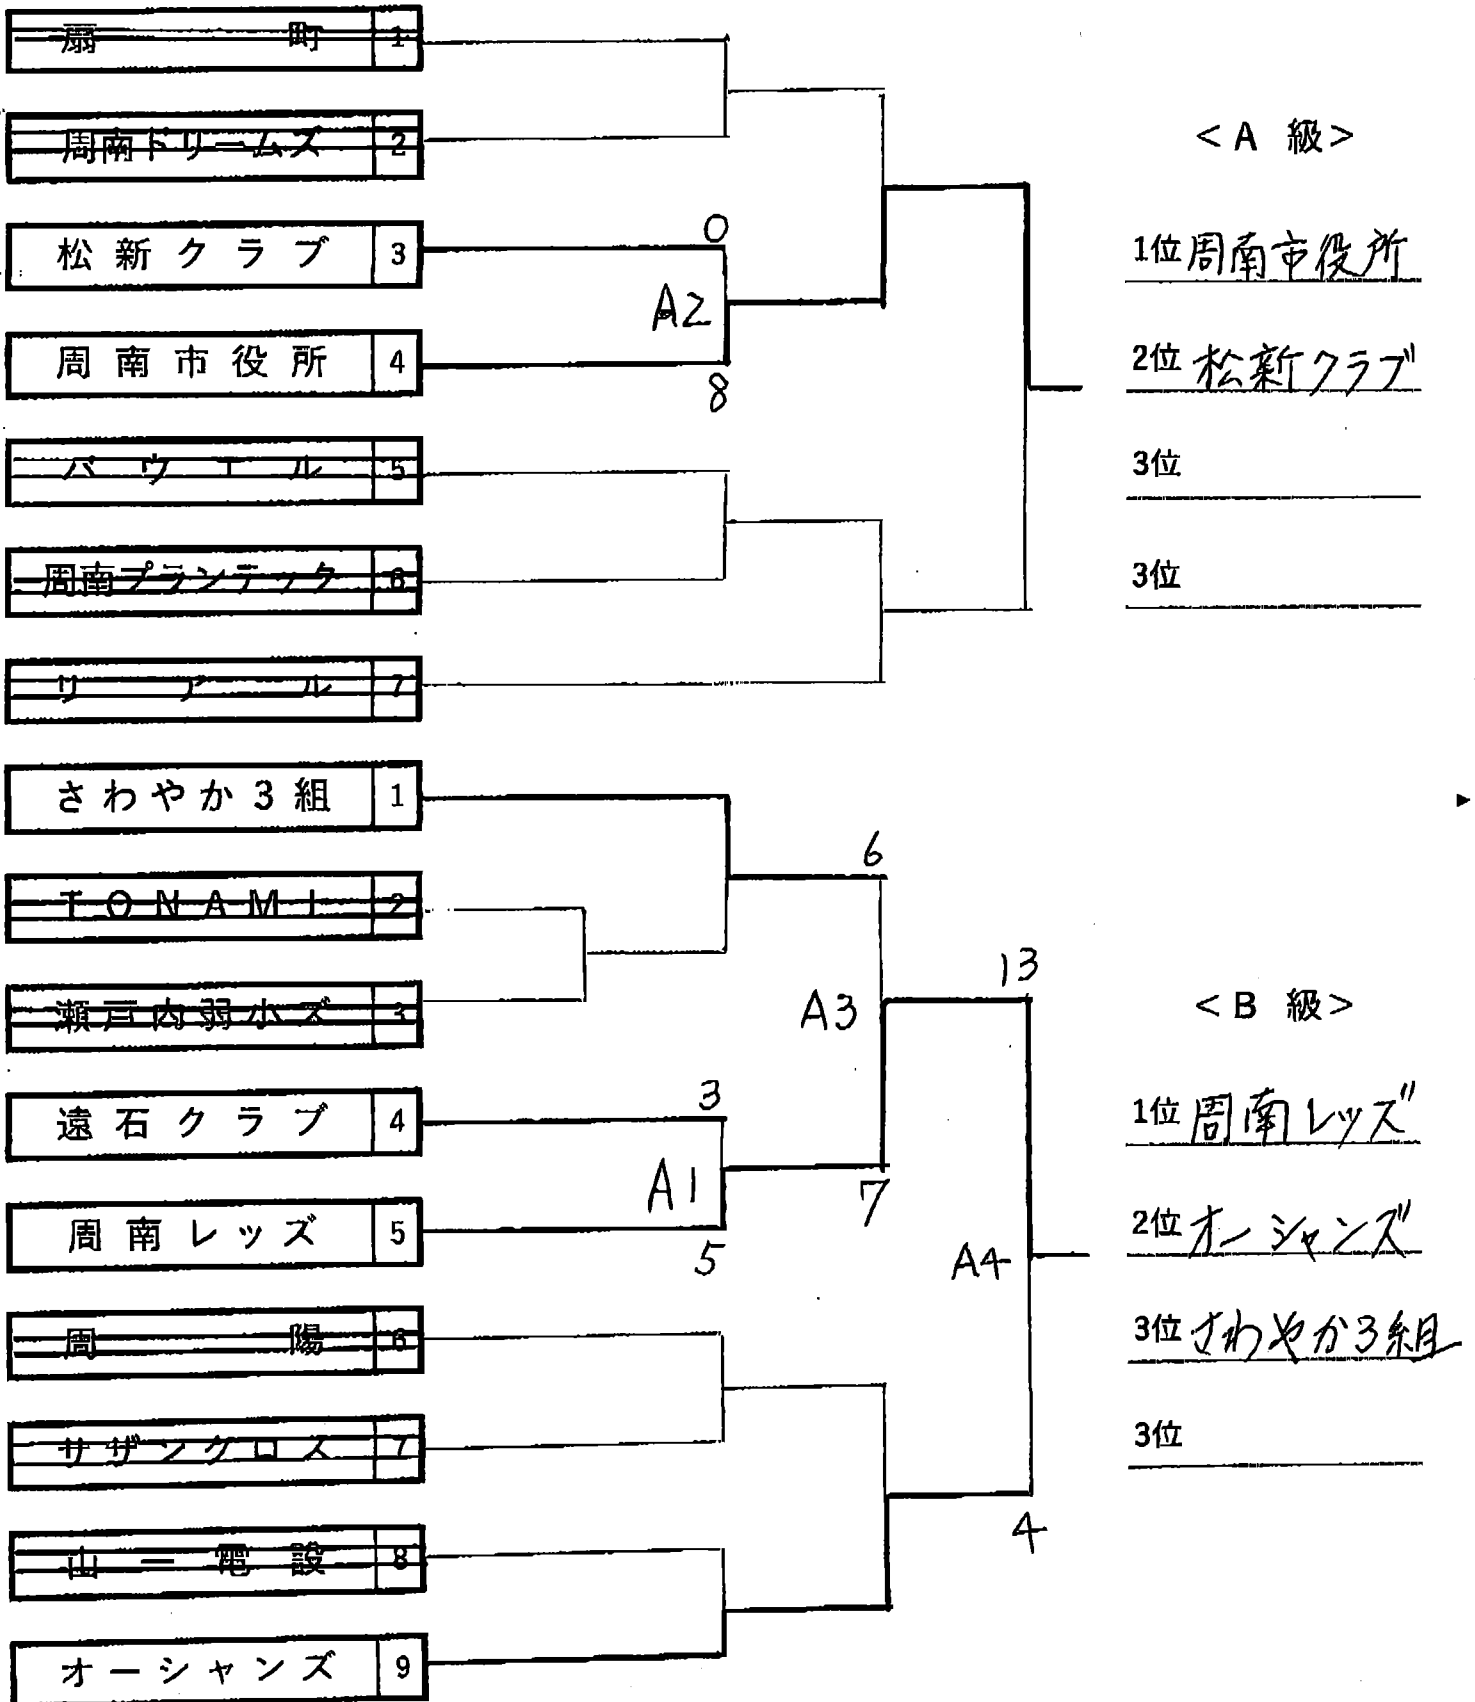 扇町 1
周南ドリームズ 2
<A 級>
松新クラブ 3
0
1位 周南市役所
A2
周南市役所 4
8
2位 松新クラブ
バウエル 5
3位
周南プランテック 6
3位
リアル 7
さわやか3組 1
6
TONAMI 2
13
瀬戸内弱小ズ 3
A3
<B 級>
遠石クラブ 4
3
1位 周南レッズ
A1
7
周南レッズ 5
5
A4
2位 オーシャンズ
周陽 6
3位 さわやか3組
サザンクロス 7
3位
4
山一電設 8
オーシャンズ 9